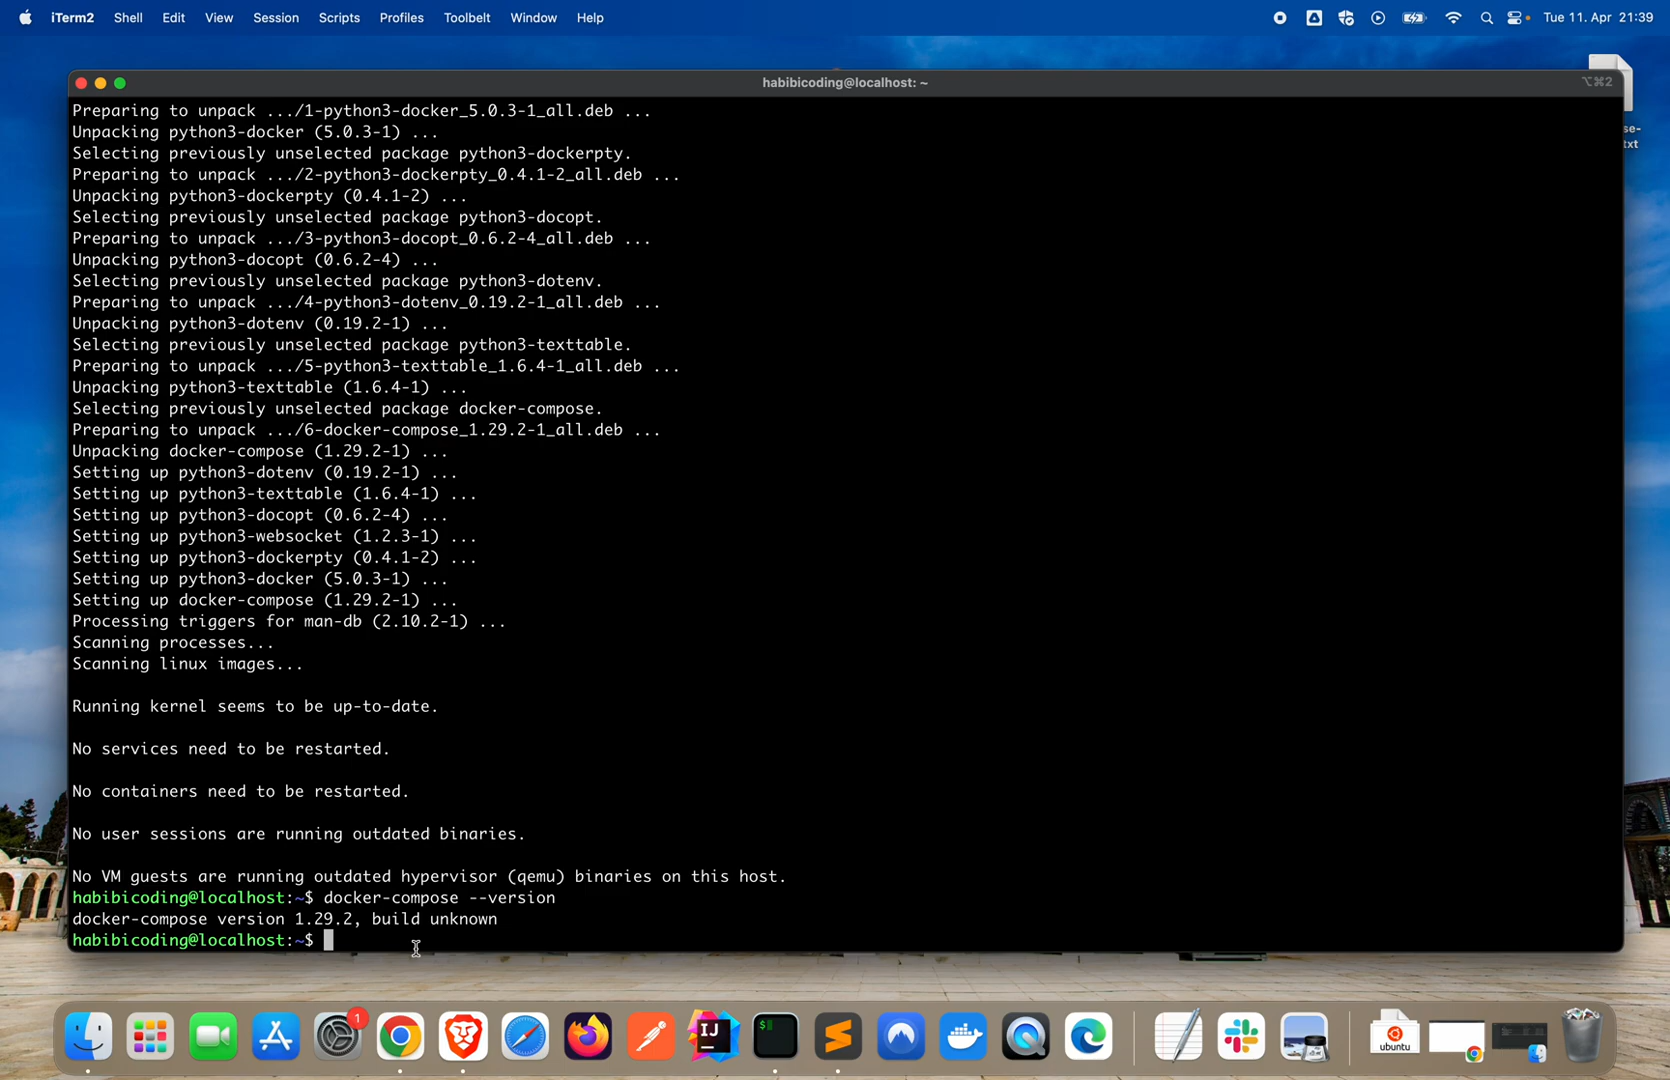 iTerm2 Shell Edit View Session Scripts Profiles Toolbelt Window Help
Tue 11. Apr 21:39
habibicoding@localhost: ~
⌥⌘2
se-
txt
Preparing to unpack .../1-python3-docker_5.0.3-1_all.deb ...
Unpacking python3-docker (5.0.3-1) ...
Selecting previously unselected package python3-dockerpty.
Preparing to unpack .../2-python3-dockerpty_0.4.1-2_all.deb ...
Unpacking python3-dockerpty (0.4.1-2) ...
Selecting previously unselected package python3-docopt.
Preparing to unpack .../3-python3-docopt_0.6.2-4_all.deb ...
Unpacking python3-docopt (0.6.2-4) ...
Selecting previously unselected package python3-dotenv.
Preparing to unpack .../4-python3-dotenv_0.19.2-1_all.deb ...
Unpacking python3-dotenv (0.19.2-1) ...
Selecting previously unselected package python3-texttable.
Preparing to unpack .../5-python3-texttable_1.6.4-1_all.deb ...
Unpacking python3-texttable (1.6.4-1) ...
Selecting previously unselected package docker-compose.
Preparing to unpack .../6-docker-compose_1.29.2-1_all.deb ...
Unpacking docker-compose (1.29.2-1) ...
Setting up python3-dotenv (0.19.2-1) ...
Setting up python3-texttable (1.6.4-1) ...
Setting up python3-docopt (0.6.2-4) ...
Setting up python3-websocket (1.2.3-1) ...
Setting up python3-dockerpty (0.4.1-2) ...
Setting up python3-docker (5.0.3-1) ...
Setting up docker-compose (1.29.2-1) ...
Processing triggers for man-db (2.10.2-1) ...
Scanning processes...
Scanning linux images...
Running kernel seems to be up-to-date.
No services need to be restarted.
No containers need to be restarted.
No user sessions are running outdated binaries.
No VM guests are running outdated hypervisor (qemu) binaries on this host.
habibicoding@localhost:~$ docker-compose --version
docker-compose version 1.29.2, build unknown
habibicoding@localhost:~$
1
IJ
$
ubuntu